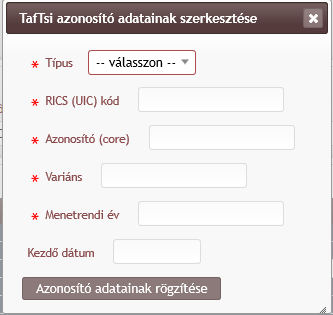 TafTsi azonosító adatainak szerkesztése
* Típus -- válasszon --
* RICS (UIC) kód
* Azonosító (core)
* Variáns
* Menetrendi év
Kezdő dátum
Azonosító adatainak rögzítése